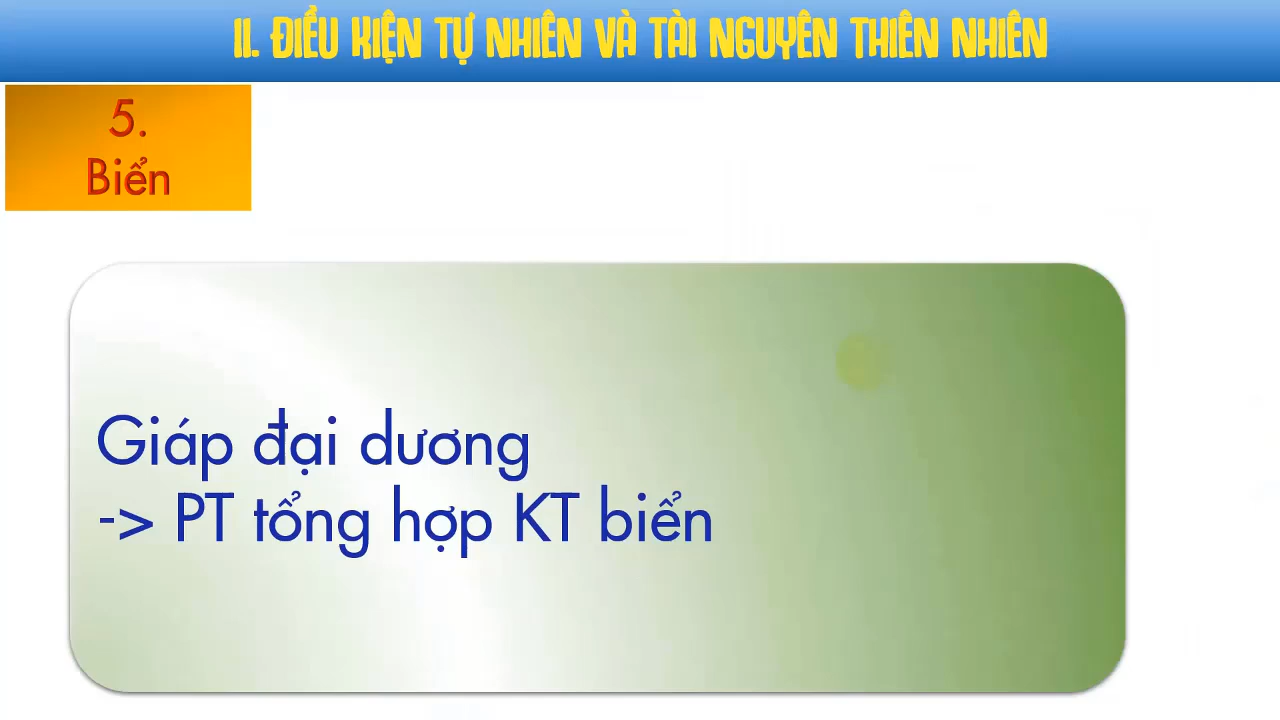 II. ĐIỀU KIỆN TỰ NHIÊN VÀ TÀI NGUYÊN THIÊN NHIÊN
5.
Biển
Giáp đại dương
-> PT tổng hợp KT biển